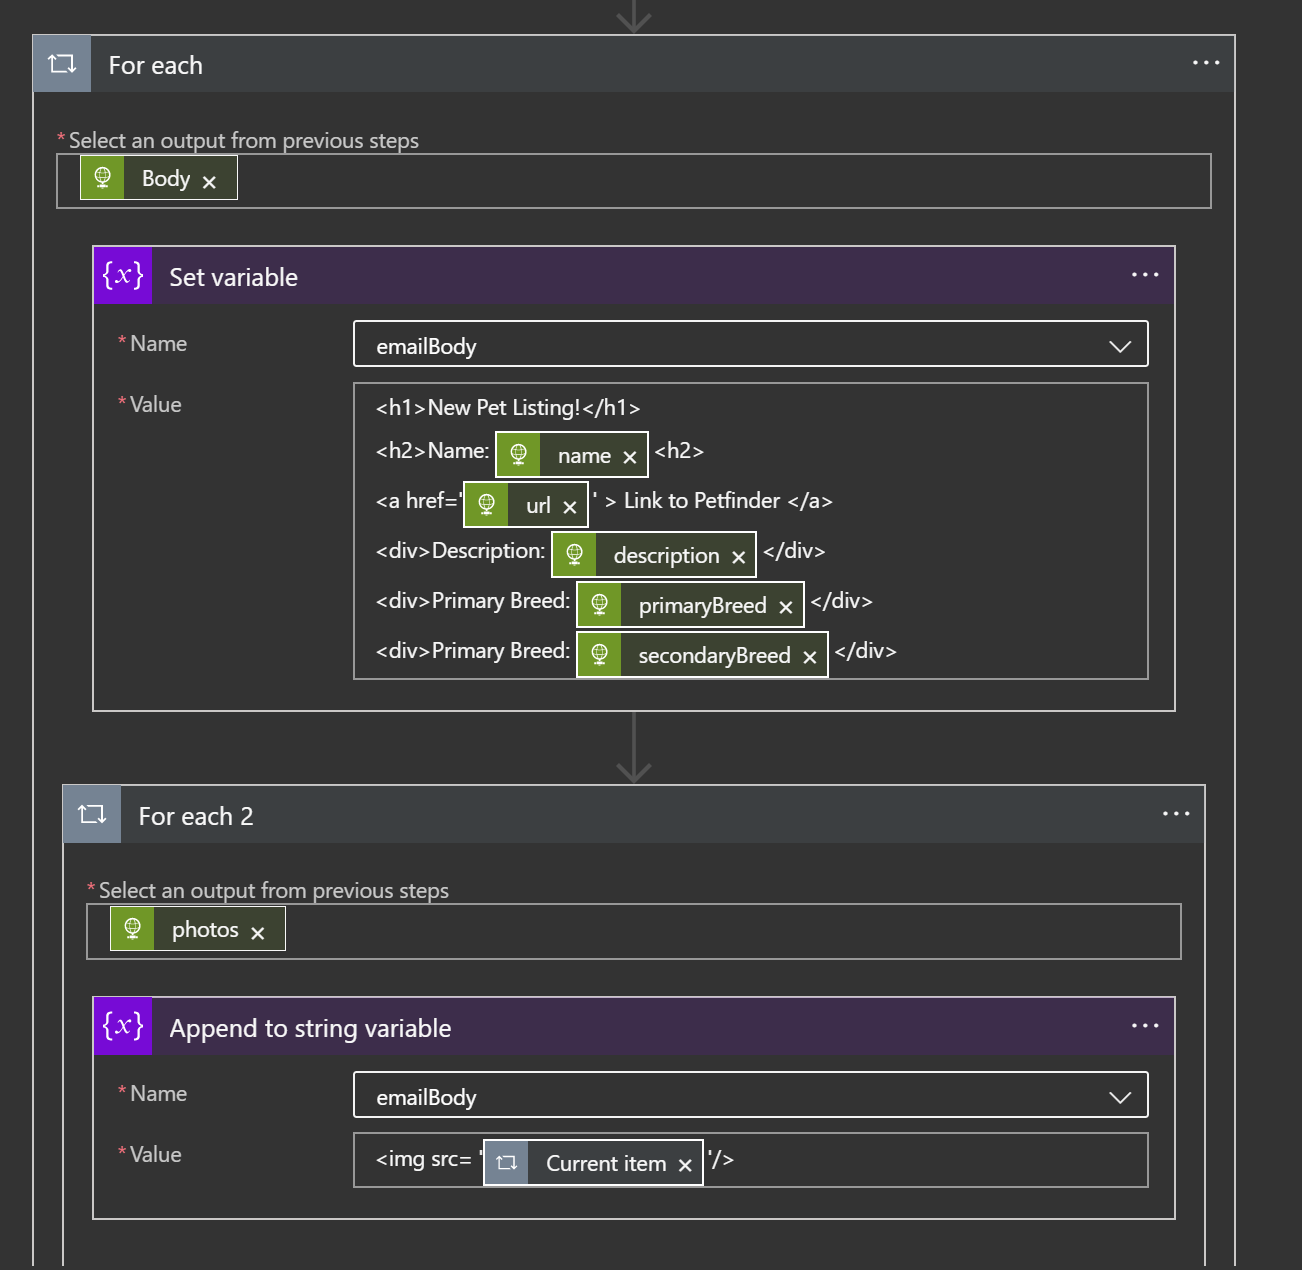 For each
* Select an output from previous steps
Body
{x} Set variable
* Name
emailBody
* Value
<h1>New Pet Listing!</h1>
<h2>Name: name <h2>
<a href=' url ' > Link to Petfinder </a>
<div>Description: description </div>
<div>Primary Breed: primaryBreed </div>
<div>Primary Breed: secondaryBreed </div>
For each 2
* Select an output from previous steps
photos
{x} Append to string variable
* Name
emailBody
* Value
<img src= ' Current item '/>